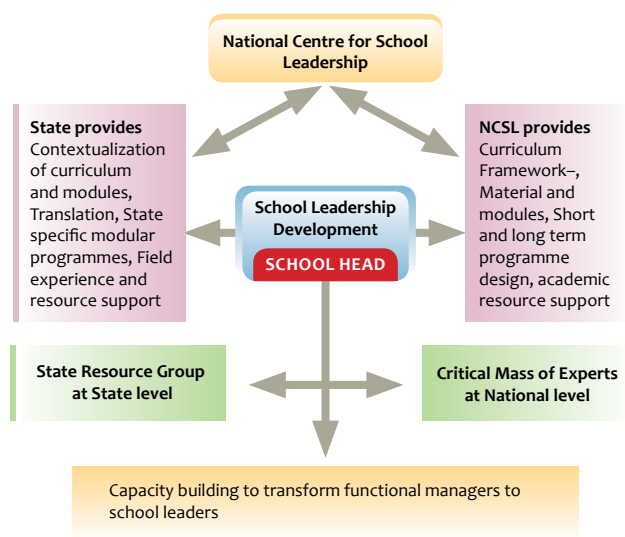 National Centre for School
Leadership
State provides
Contextualization
of curriculum
and modules,
Translation, State
specific modular
programmes, Field
experience and
resource support
School Leadership
Development
SCHOOL HEAD
NCSL provides
Curriculum
Framework–,
Material and
modules, Short
and long term
programme
design, academic
resource support
State Resource Group
at State level
Critical Mass of Experts
at National level
Capacity building to transform functional managers to
school leaders